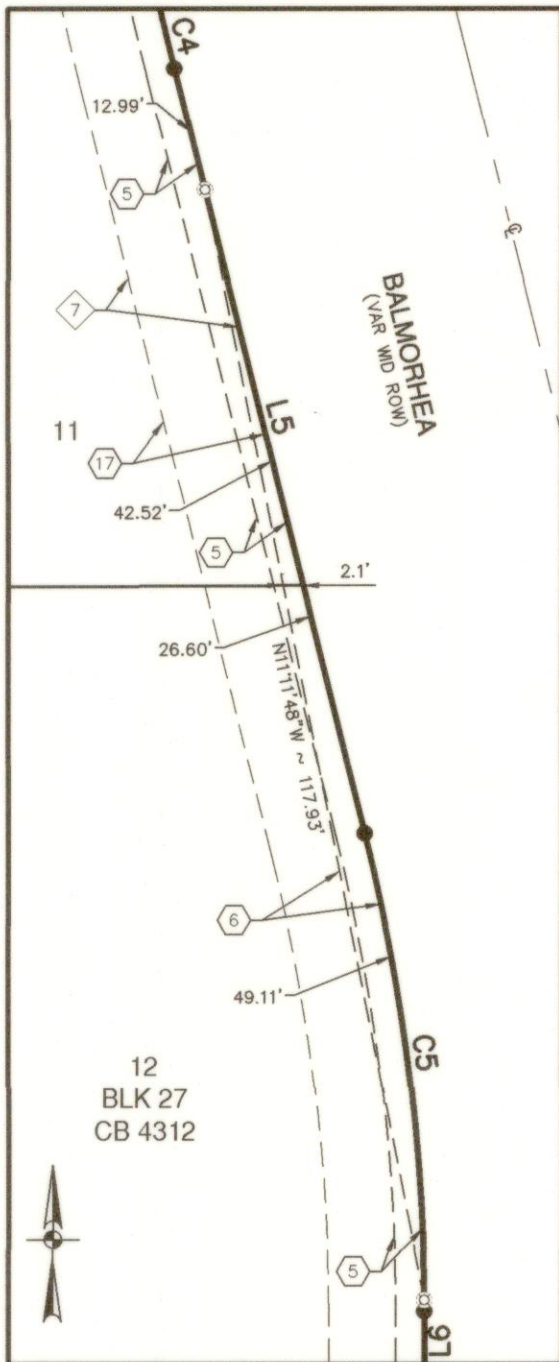 C4
12.99'
5
℄
BALMORHEA
(VAR WID ROW)
7
L5
11
17
42.52'
5
2.1'
26.60'
N11°11'48"W ~ 117.93'
6
49.11'
C5
12
BLK 27
CB 4312
5
L6